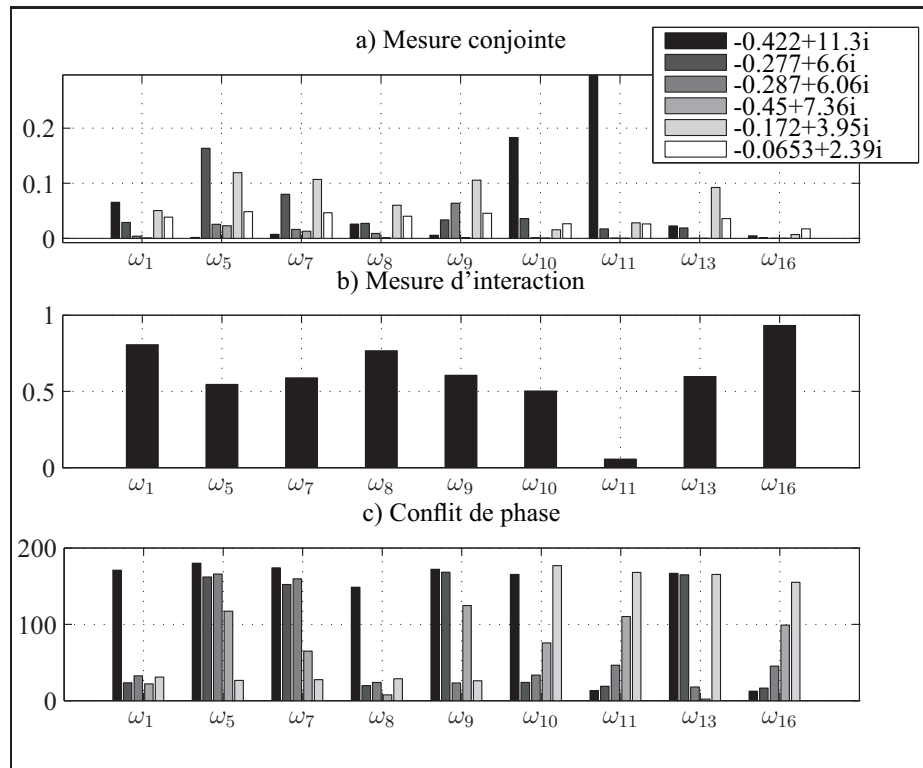 a) Mesure conjointe
-0.422+11.3i
-0.277+6.6i
-0.287+6.06i
-0.45+7.36i
-0.172+3.95i
-0.0653+2.39i
0.2
0.1
0
ω1 ω5 ω7 ω8 ω9 ω10 ω11 ω13 ω16
b) Mesure d'interaction
1
0.5
0
ω1 ω5 ω7 ω8 ω9 ω10 ω11 ω13 ω16
c) Conflit de phase
200
100
0
ω1 ω5 ω7 ω8 ω9 ω10 ω11 ω13 ω16